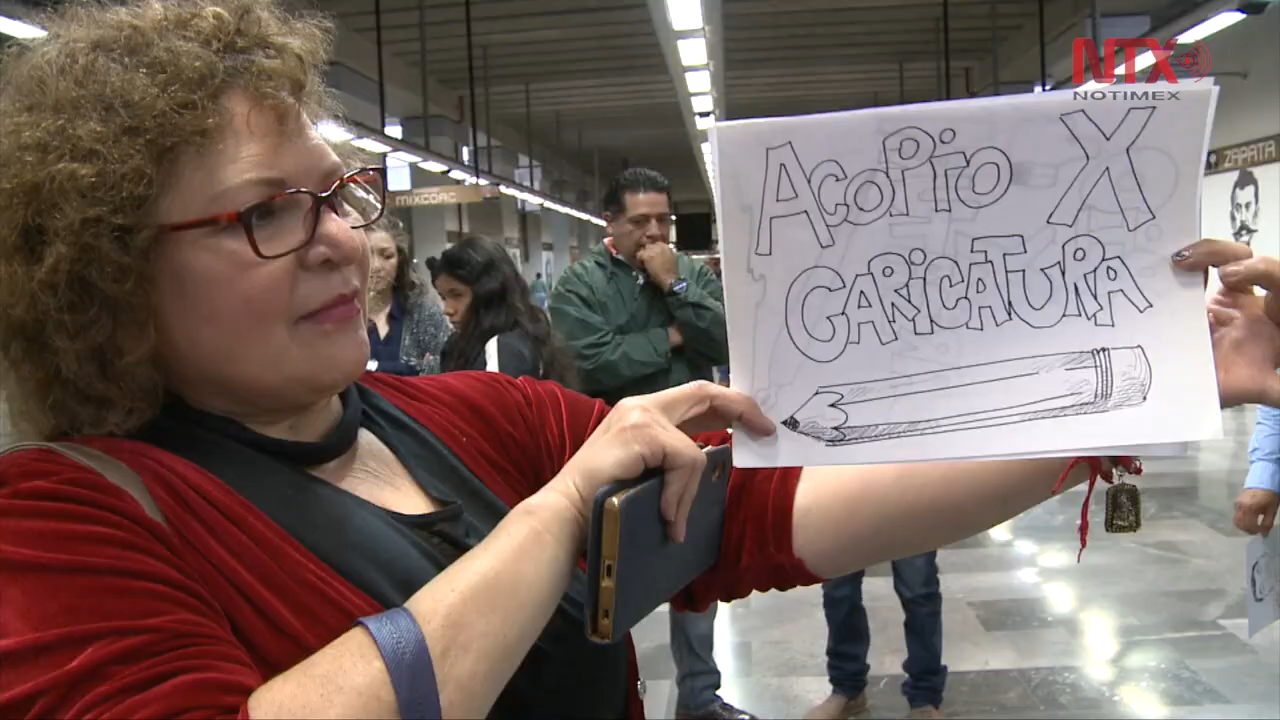 NTX
NOTIMEX
ZAPATA
MIXCOAC
ACOPIO X
CARICATURA